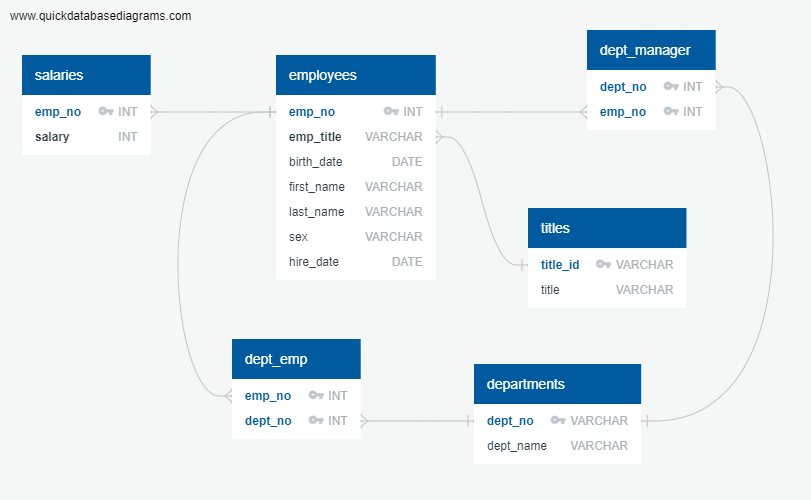 www.quickdatabasediagrams.com
salaries
emp_no INT
salary INT
employees
emp_no INT
emp_title VARCHAR
birth_date DATE
first_name VARCHAR
last_name VARCHAR
sex VARCHAR
hire_date DATE
dept_manager
dept_no INT
emp_no INT
titles
title_id VARCHAR
title VARCHAR
dept_emp
emp_no INT
dept_no INT
departments
dept_no VARCHAR
dept_name VARCHAR